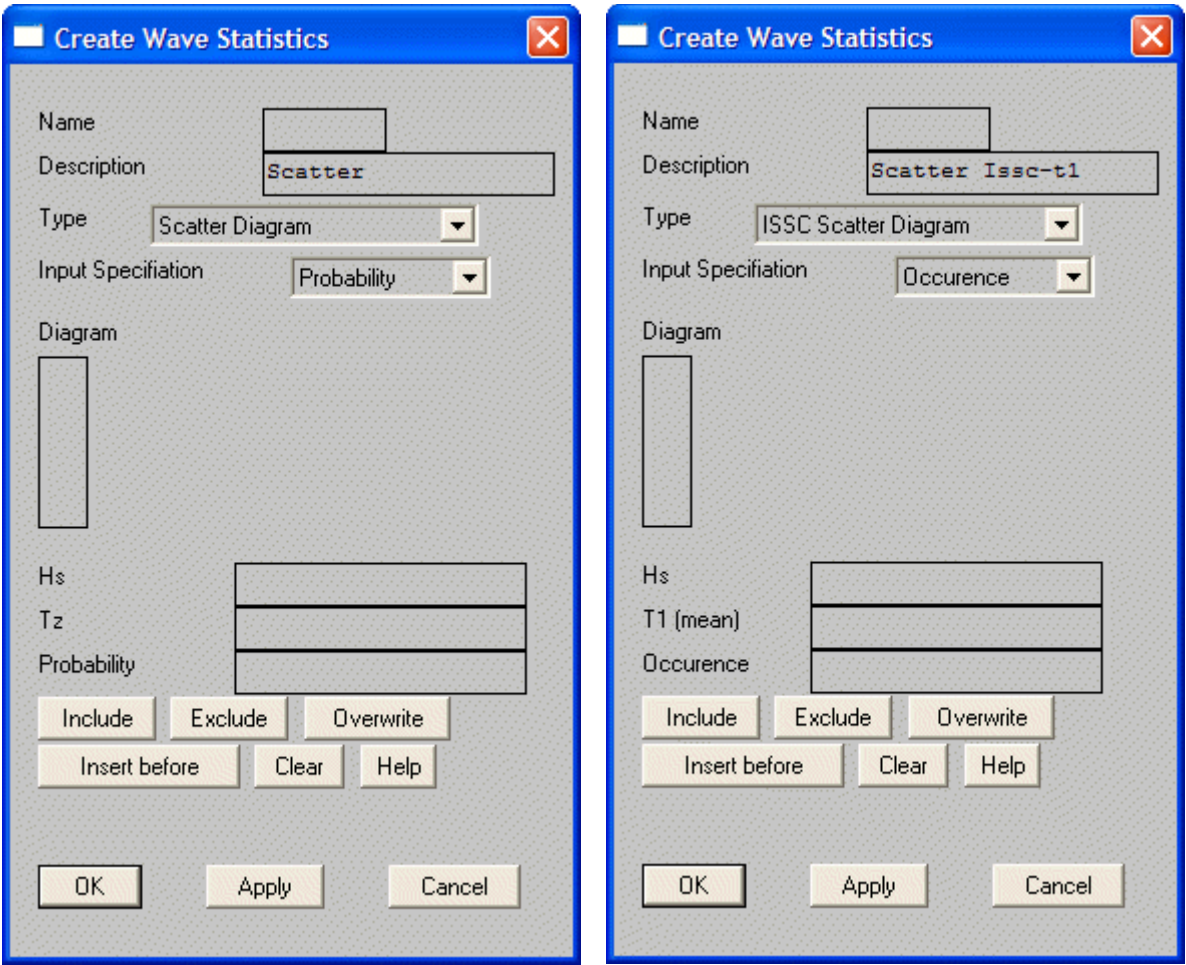 Create Wave Statistics
Name
Description Scatter
Type Scatter Diagram
Input Specifiation Probability
Diagram
Hs
Tz
Probability
Include Exclude Overwrite
Insert before Clear Help
OK Apply Cancel
Create Wave Statistics
Name
Description Scatter Issc-t1
Type ISSC Scatter Diagram
Input Specifiation Occurence
Diagram
Hs
T1 (mean)
Occurence
Include Exclude Overwrite
Insert before Clear Help
OK Apply Cancel